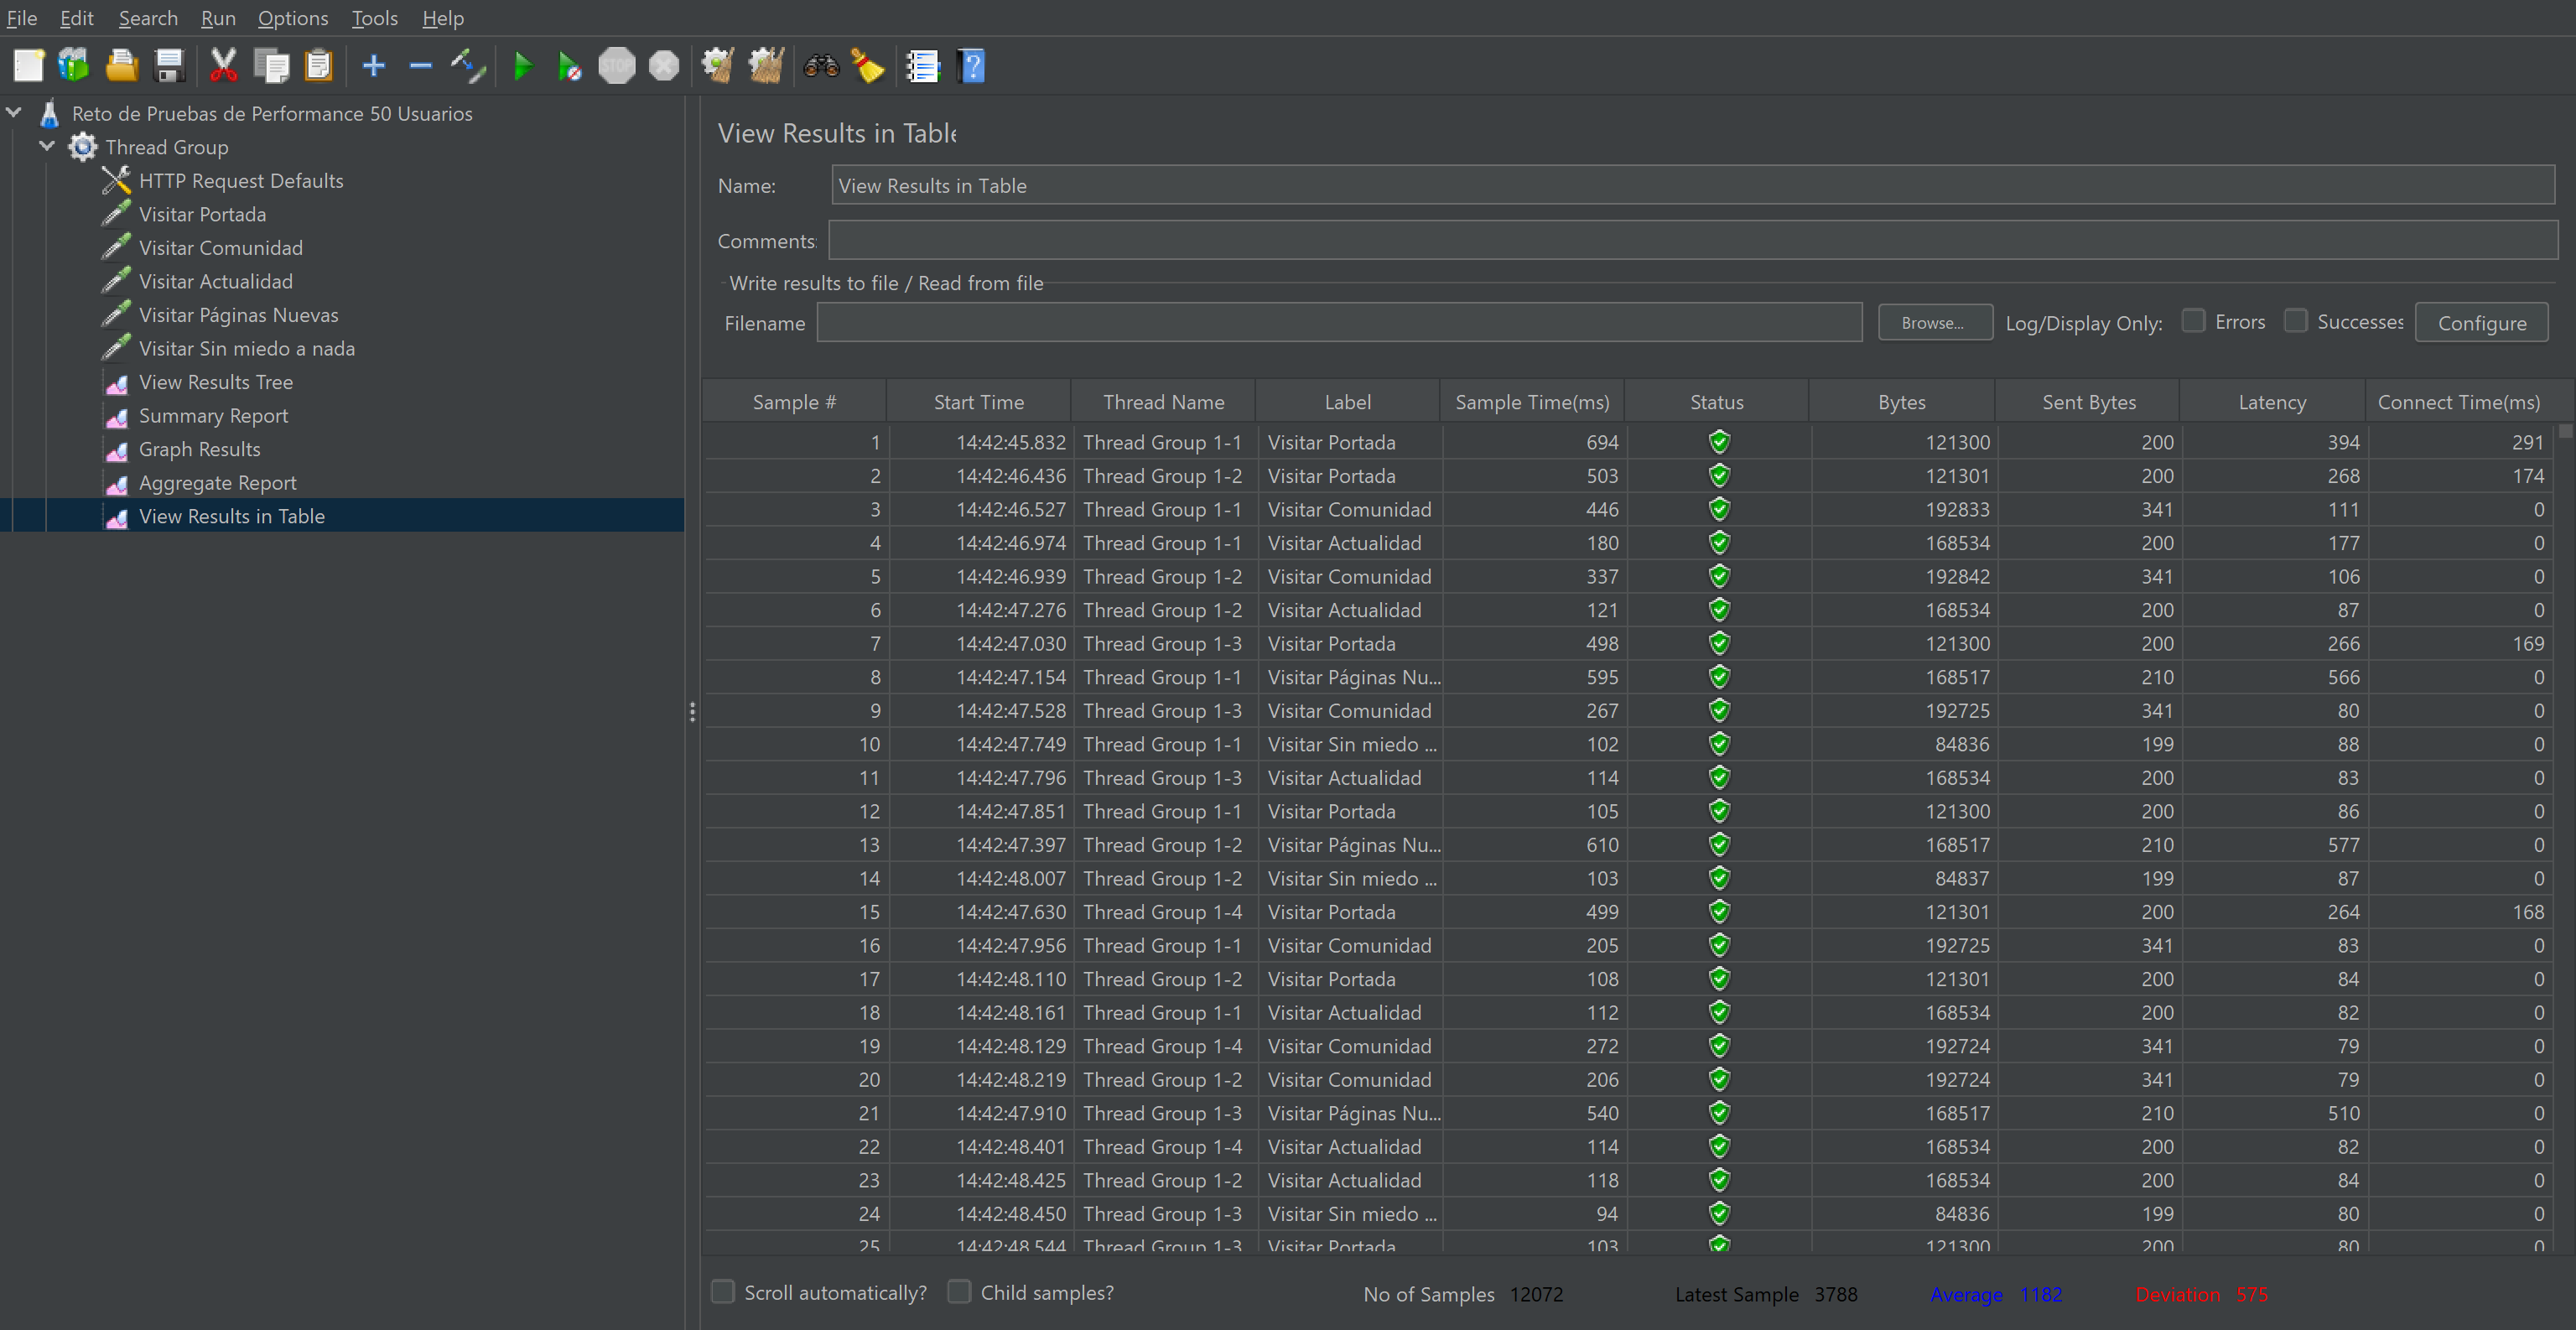 File Edit Search Run Options Tools Help
STOP
Reto de Pruebas de Performance 50 Usuarios
Thread Group
HTTP Request Defaults
Visitar Portada
Visitar Comunidad
Visitar Actualidad
Visitar Páginas Nuevas
Visitar Sin miedo a nada
View Results Tree
Summary Report
Graph Results
Aggregate Report
View Results in Table
View Results in Table
Name: View Results in Table
Comments:
Write results to file / Read from file
Filename Browse... Log/Display Only: Errors Successes Configure
Sample # Start Time Thread Name Label Sample Time(ms) Status Bytes Sent Bytes Latency Connect Time(ms)
1 14:42:45.832 Thread Group 1-1 Visitar Portada 694 121300 200 394 291
2 14:42:46.436 Thread Group 1-2 Visitar Portada 503 121301 200 268 174
3 14:42:46.527 Thread Group 1-1 Visitar Comunidad 446 192833 341 111 0
4 14:42:46.974 Thread Group 1-1 Visitar Actualidad 180 168534 200 177 0
5 14:42:46.939 Thread Group 1-2 Visitar Comunidad 337 192842 341 106 0
6 14:42:47.276 Thread Group 1-2 Visitar Actualidad 121 168534 200 87 0
7 14:42:47.030 Thread Group 1-3 Visitar Portada 498 121300 200 266 169
8 14:42:47.154 Thread Group 1-1 Visitar Páginas Nu... 595 168517 210 566 0
9 14:42:47.528 Thread Group 1-3 Visitar Comunidad 267 192725 341 80 0
10 14:42:47.749 Thread Group 1-1 Visitar Sin miedo ... 102 84836 199 88 0
11 14:42:47.796 Thread Group 1-3 Visitar Actualidad 114 168534 200 83 0
12 14:42:47.851 Thread Group 1-1 Visitar Portada 105 121300 200 86 0
13 14:42:47.397 Thread Group 1-2 Visitar Páginas Nu... 610 168517 210 577 0
14 14:42:48.007 Thread Group 1-2 Visitar Sin miedo ... 103 84837 199 87 0
15 14:42:47.630 Thread Group 1-4 Visitar Portada 499 121301 200 264 168
16 14:42:47.956 Thread Group 1-1 Visitar Comunidad 205 192725 341 83 0
17 14:42:48.110 Thread Group 1-2 Visitar Portada 108 121301 200 84 0
18 14:42:48.161 Thread Group 1-1 Visitar Actualidad 112 168534 200 82 0
19 14:42:48.129 Thread Group 1-4 Visitar Comunidad 272 192724 341 79 0
20 14:42:48.219 Thread Group 1-2 Visitar Comunidad 206 192724 341 79 0
21 14:42:47.910 Thread Group 1-3 Visitar Páginas Nu... 540 168517 210 510 0
22 14:42:48.401 Thread Group 1-4 Visitar Actualidad 114 168534 200 82 0
23 14:42:48.425 Thread Group 1-2 Visitar Actualidad 118 168534 200 84 0
24 14:42:48.450 Thread Group 1-3 Visitar Sin miedo ... 94 84836 199 80 0
25 14:42:48.544 Thread Group 1-3 Visitar Portada 103 121300 200 80 0
Scroll automatically? Child samples? No of Samples 12072 Latest Sample 3788 Average 1182 Deviation 575